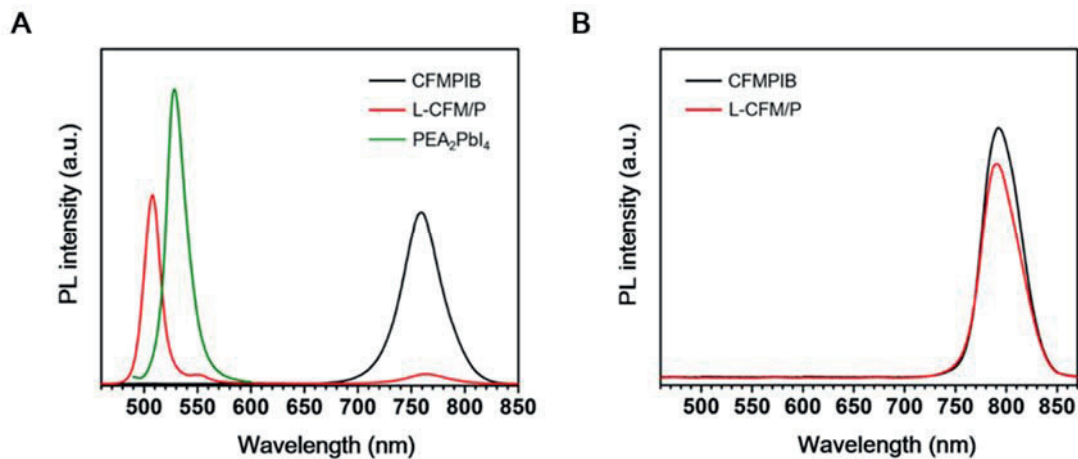 A
CFMPIB
L-CFM/P
PEA₂PbI₄
PL intensity (a.u.)
500 550 600 650 700 750 800 850
Wavelength (nm)
B
CFMPIB
L-CFM/P
PL intensity (a.u.)
500 550 600 650 700 750 800 850
Wavelength (nm)